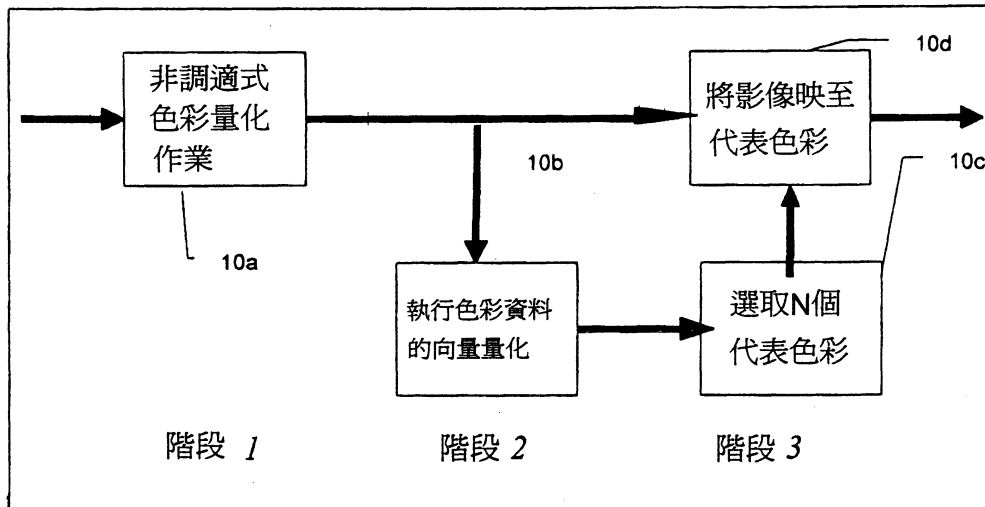 非調適式
色彩量化
作業
10a
10b
將影像映至
代表色彩
10d
10c
執行色彩資料
的向量量化
選取N個
代表色彩
階段 1
階段 2
階段 3